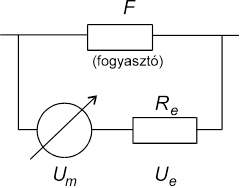 F
(fogyasztó)
Rₑ
Uₘ Uₑ